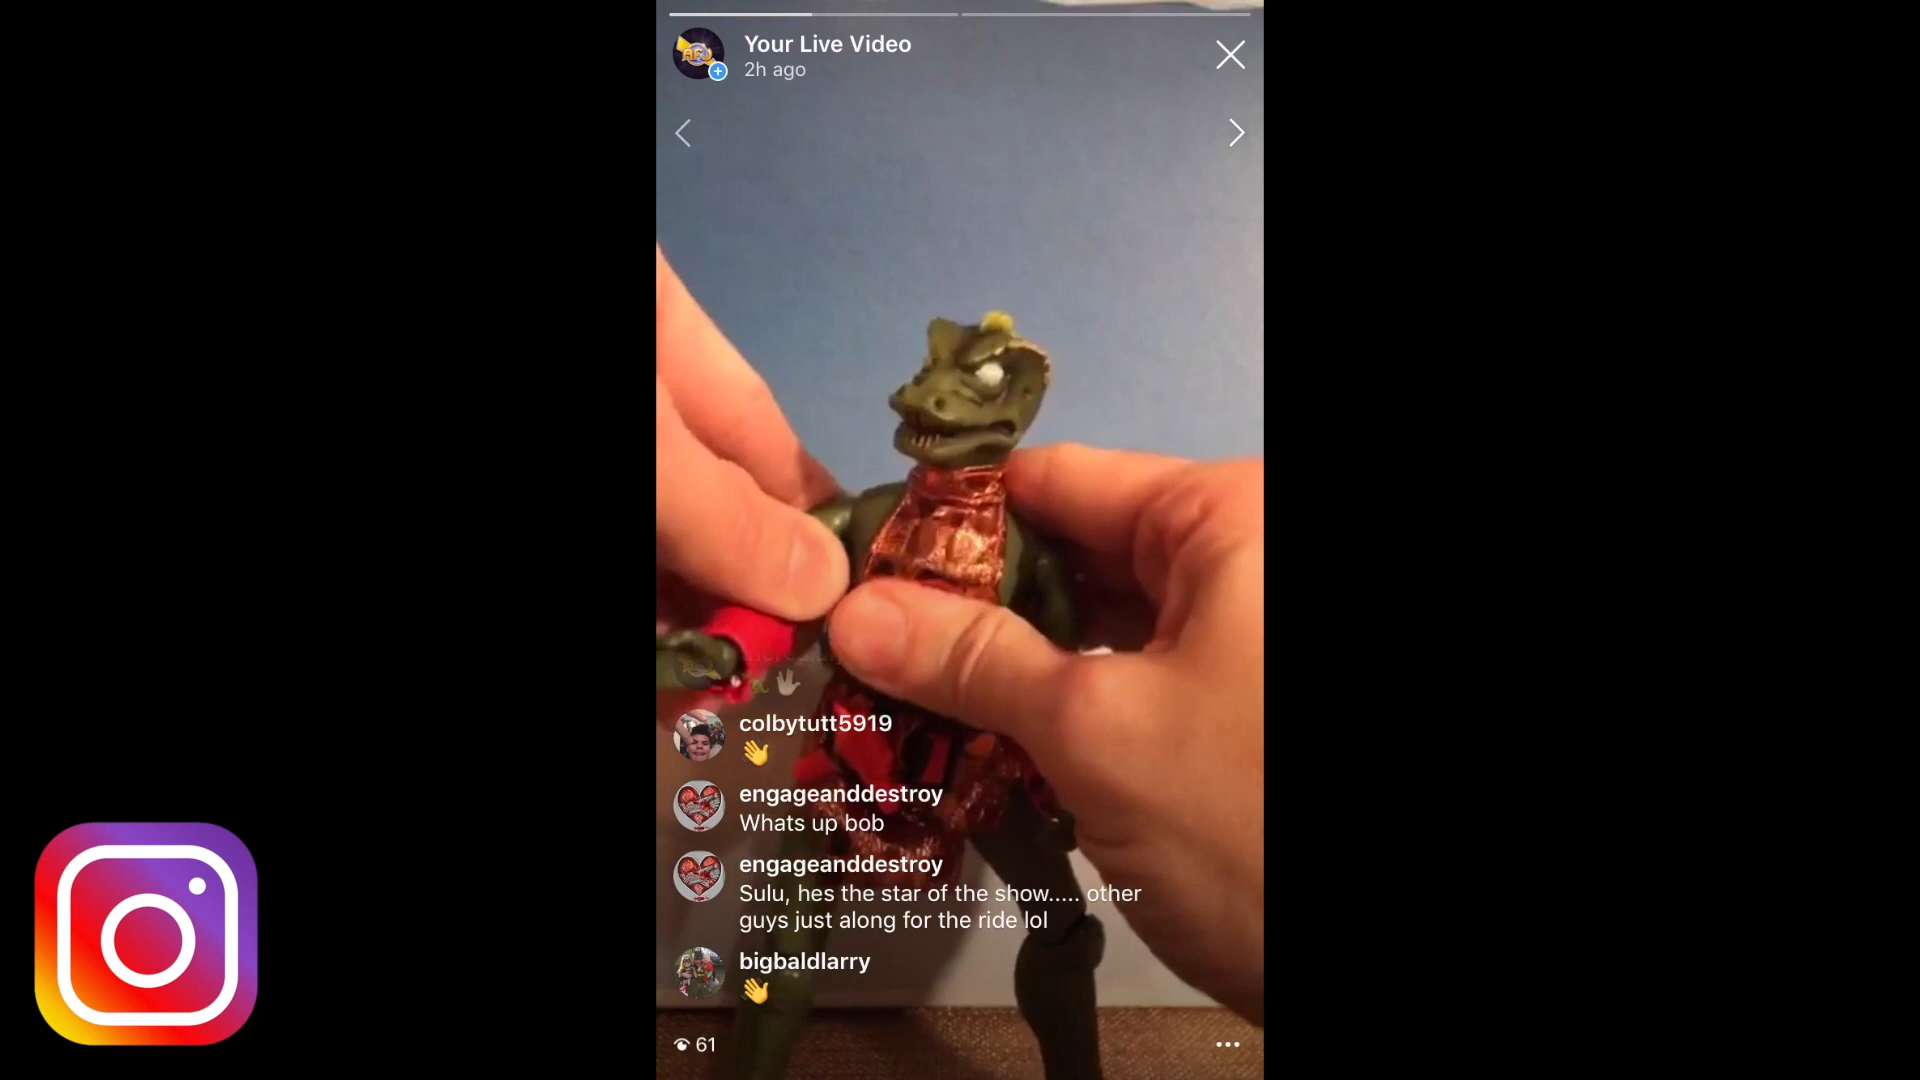 Your Live Video
2h ago
colbytutt5919
👋
engageanddestroy
Whats up bob
engageanddestroy
Sulu, hes the star of the show..... other
guys just along for the ride lol
bigbaldlarry
👋
61